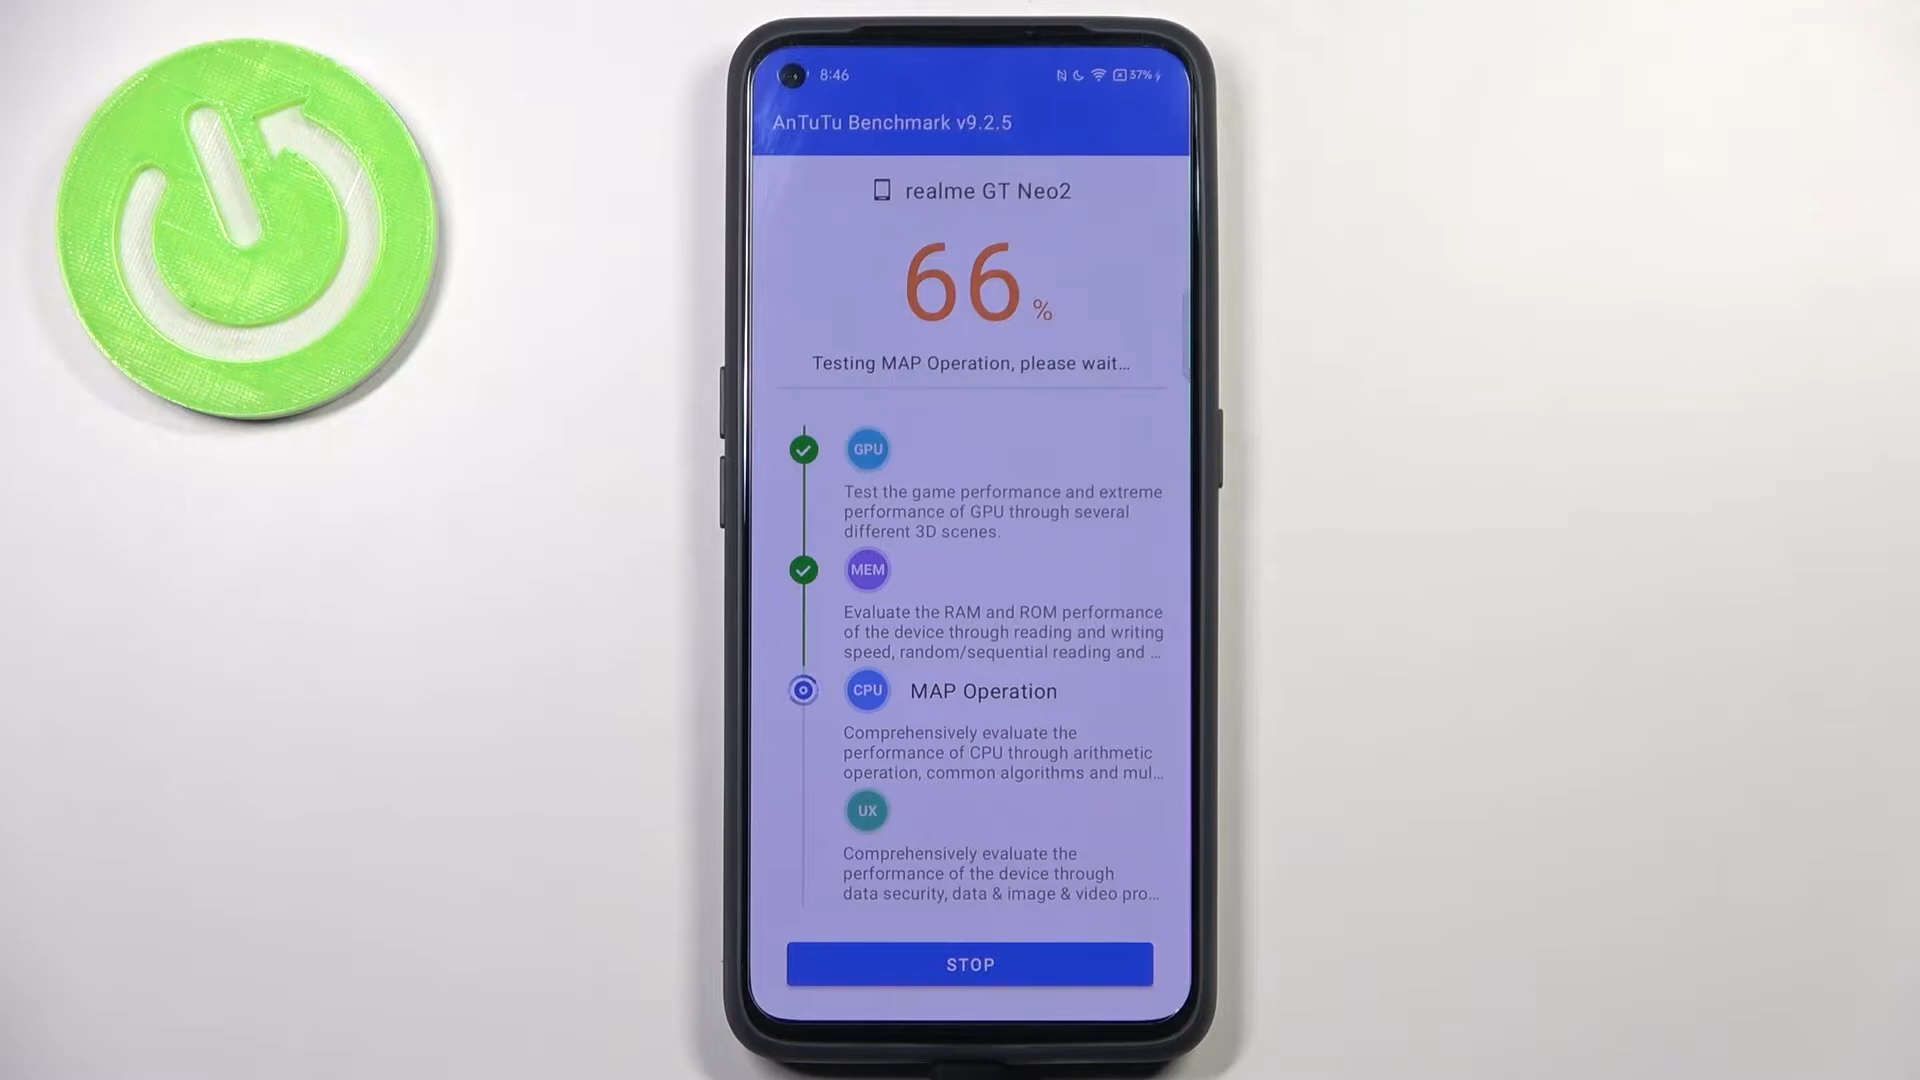 8:46
37%
AnTuTu Benchmark v9.2.5
realme GT Neo2
66 %
Testing MAP Operation, please wait...
GPU
Test the game performance and extreme
performance of GPU through several
different 3D scenes.
MEM
Evaluate the RAM and ROM performance
of the device through reading and writing
speed, random/sequential reading and ...
CPU MAP Operation
Comprehensively evaluate the
performance of CPU through arithmetic
operation, common algorithms and mul...
UX
Comprehensively evaluate the
performance of the device through
data security, data & image & video pro...
STOP